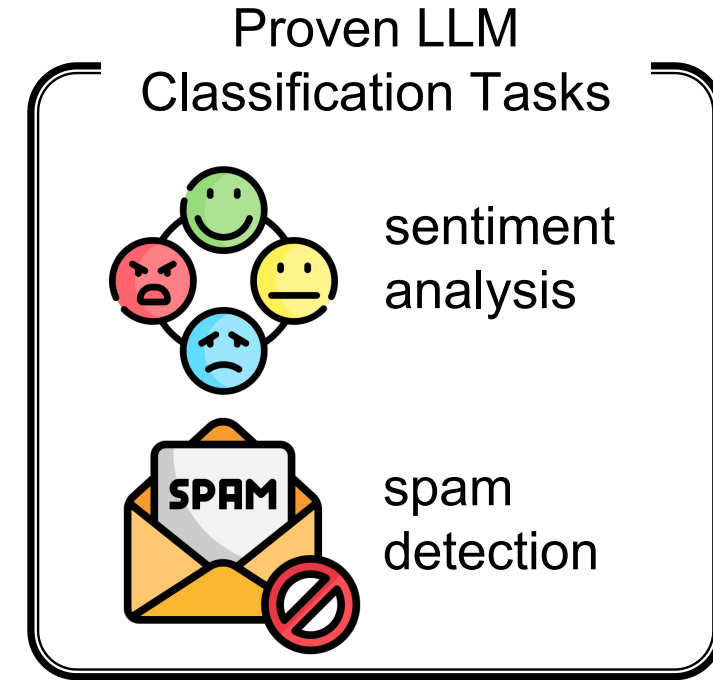 Proven LLM
Classification Tasks
sentiment
analysis
SPAM
spam
detection